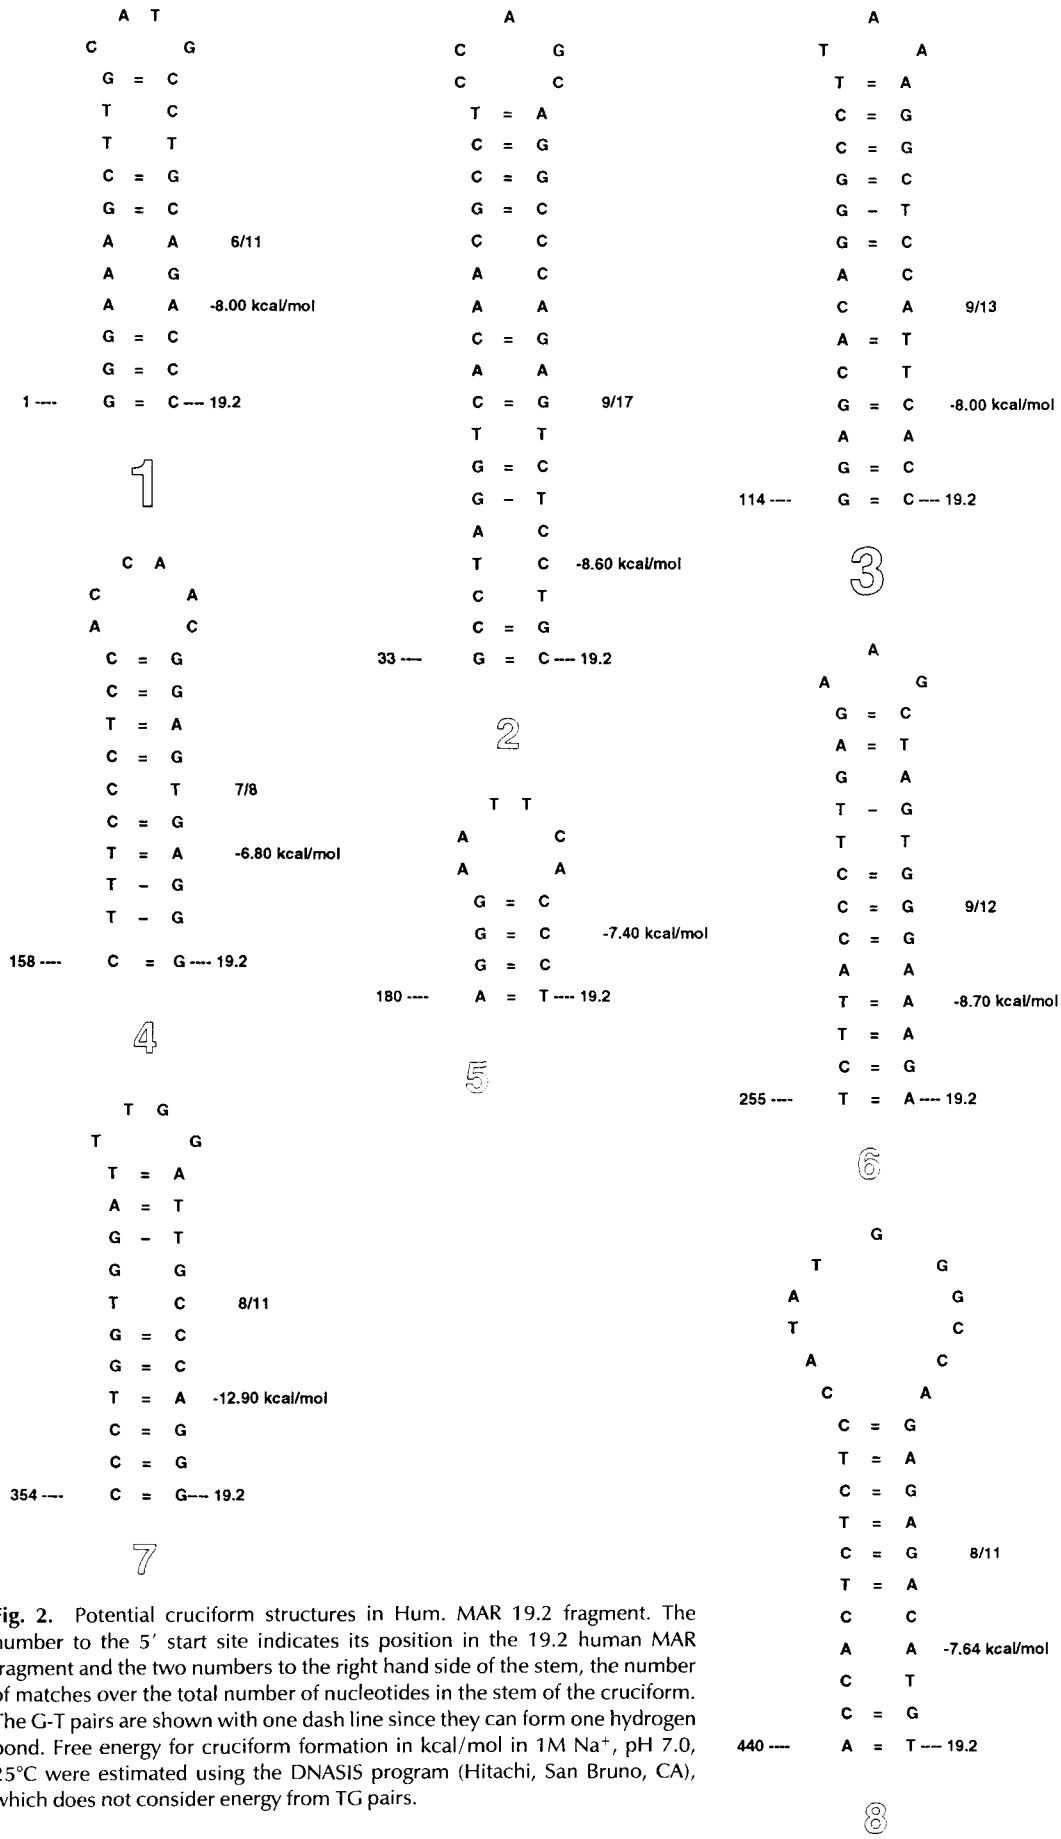 A T
C G
G = C
T C
T T
C = G
G = C
A A 6/11
A G
A A -8.00 kcal/mol
G = C
G = C
1 ---- G = C --- 19.2
1
A
C G
C C
T = A
C = G
C = G
G = C
C C
A C
A A
C = G
A A
C = G 9/17
T T
G = C
G - T
A C
T C -8.60 kcal/mol
C T
C = G
33 --- G = C ---- 19.2
2
A
T A
T = A
C = G
C = G
G = C
G - T
G = C
A C
C A 9/13
A = T
C T
G = C -8.00 kcal/mol
A A
G = C
114 ---- G = C --- 19.2
3
C A
C A
A C
C = G
C = G
T = A
C = G
C T 7/8
C = G
T = A -6.80 kcal/mol
T - G
T - G
158 ---- C = G ---- 19.2
4
T T
A C
A A
G = C
G = C -7.40 kcal/mol
G = C
180 ---- A = T ---- 19.2
5
A
A G
G = C
A = T
G A
T - G
T T
C = G
C = G 9/12
C = G
A A
T = A -8.70 kcal/mol
T = A
C = G
255 ---- T = A ---- 19.2
6
T G
T G
T = A
A = T
G - T
G G
T C 8/11
G = C
G = C
T = A -12.90 kcal/mol
C = G
C = G
354 ---- C = G--- 19.2
7
G
T G
A G
T C
A C
C A
C = G
T = A
C = G
T = A
C = G 8/11
T = A
C C
A A -7.64 kcal/mol
C T
C = G
440 ---- A = T --- 19.2
8
ig. 2. Potential cruciform structures in Hum. MAR 19.2 fragment. The
number to the 5′ start site indicates its position in the 19.2 human MAR
ragment and the two numbers to the right hand side of the stem, the number
of matches over the total number of nucleotides in the stem of the cruciform.
The G-T pairs are shown with one dash line since they can form one hydrogen
bond. Free energy for cruciform formation in kcal/mol in 1M Na⁺, pH 7.0,
25°C were estimated using the DNASIS program (Hitachi, San Bruno, CA),
which does not consider energy from TG pairs.